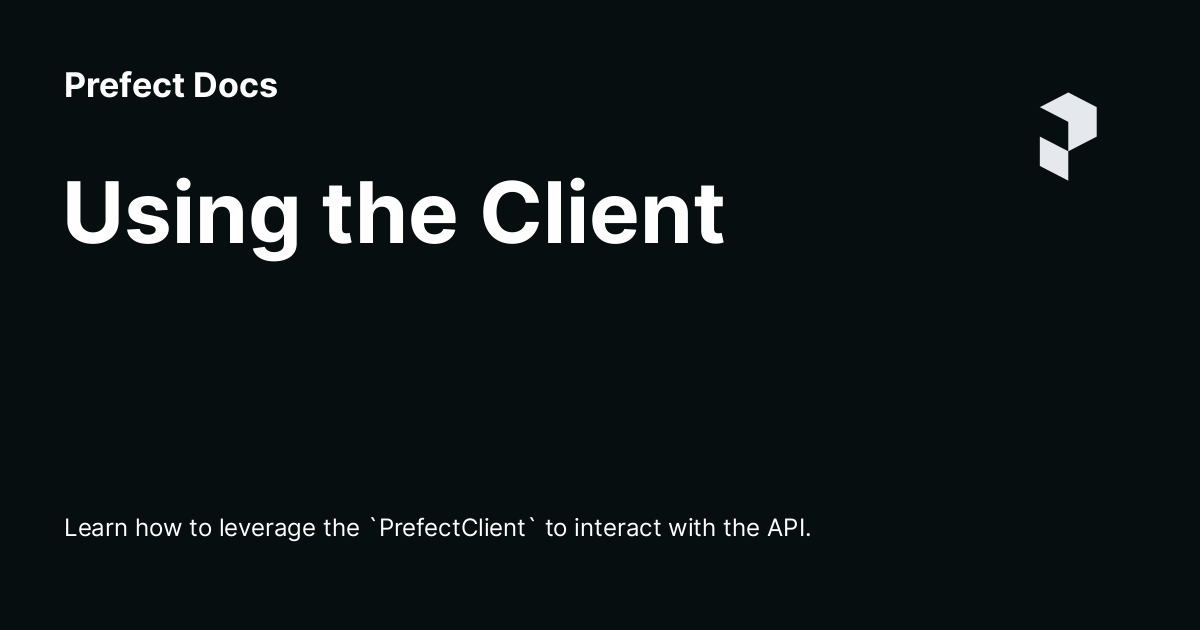 Prefect Docs
Using the Client
Learn how to leverage the `PrefectClient` to interact with the API.